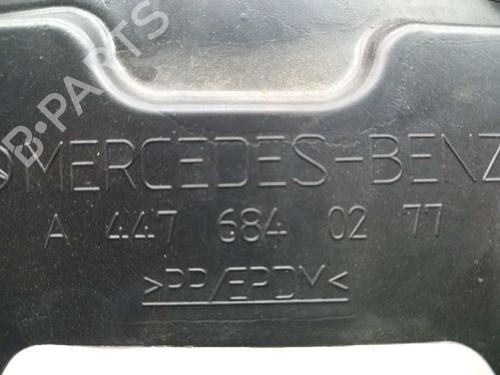 B-PARTS
MERCEDES-BENZ
A 447 684 02 77
>PP/EPDM<